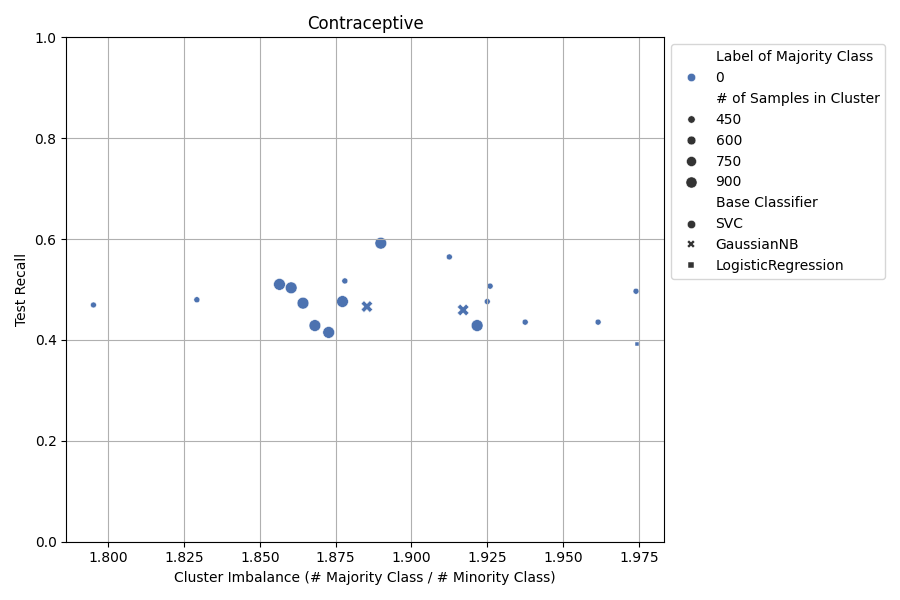 Contraceptive
Test Recall
1.0
0.8
0.6
0.4
0.2
0.0
1.800 1.825 1.850 1.875 1.900 1.925 1.950 1.975
Cluster Imbalance (# Majority Class / # Minority Class)
Label of Majority Class
0
# of Samples in Cluster
450
600
750
900
Base Classifier
SVC
GaussianNB
LogisticRegression